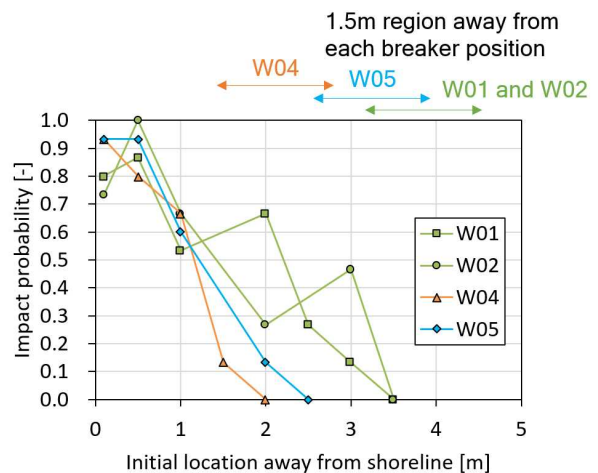 1.5m region away from
each breaker position
W04
W05
W01 and W02
1.0
0.9
0.8
0.7
0.6
0.5
0.4
0.3
0.2
0.1
0.0
Impact probability [-]
W01
W02
W04
W05
0 1 2 3 4 5
Initial location away from shoreline [m]